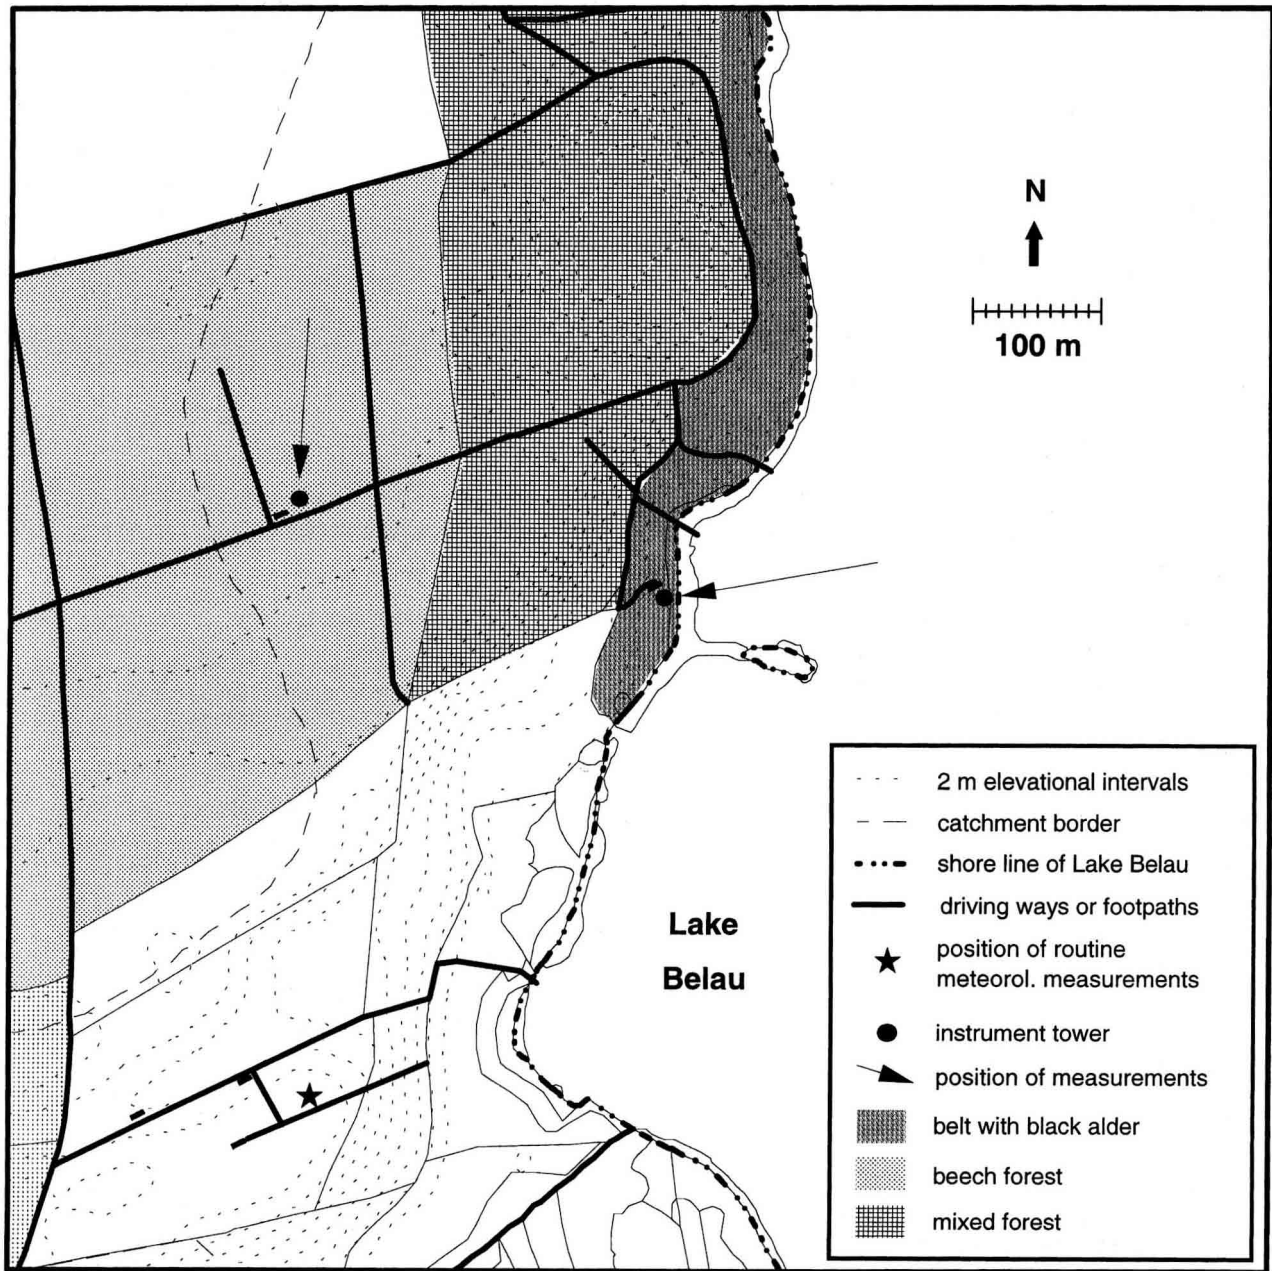 N
100 m
Lake
Belau
2 m elevational intervals
catchment border
shore line of Lake Belau
driving ways or footpaths
position of routine
meteorol. measurements
instrument tower
position of measurements
belt with black alder
beech forest
mixed forest